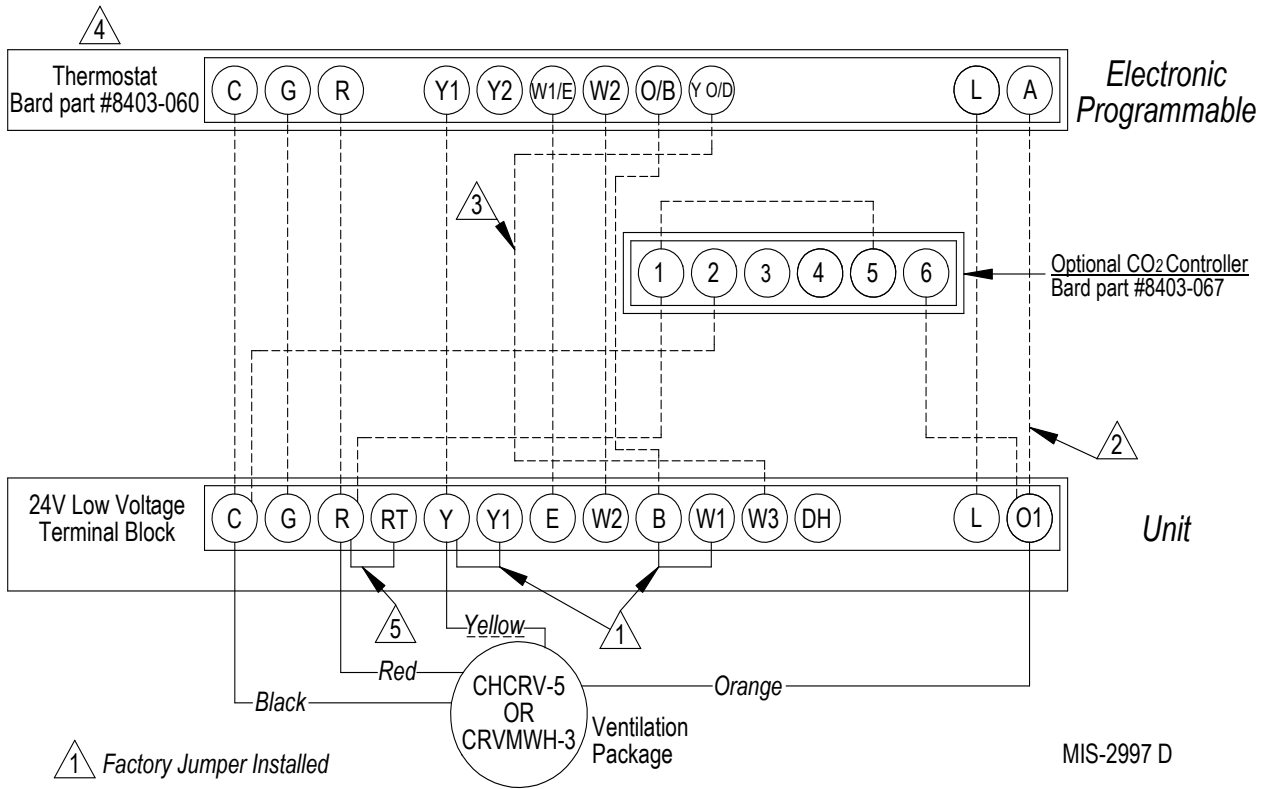 4
Thermostat
Bard part #8403-060
C G R Y1 Y2 W1/E W2 O/B Y O/D L A
Electronic
Programmable
3
1 2 3 4 5 6
Optional CO2 Controller
Bard part #8403-067
2
24V Low Voltage
Terminal Block
C G R RT Y Y1 E W2 B W1 W3 DH L O1
Unit
5
1
Yellow
Red
Black
Orange
CHCRV-5
OR
CRVMWH-3
Ventilation
Package
1 Factory Jumper Installed
MIS-2997 D